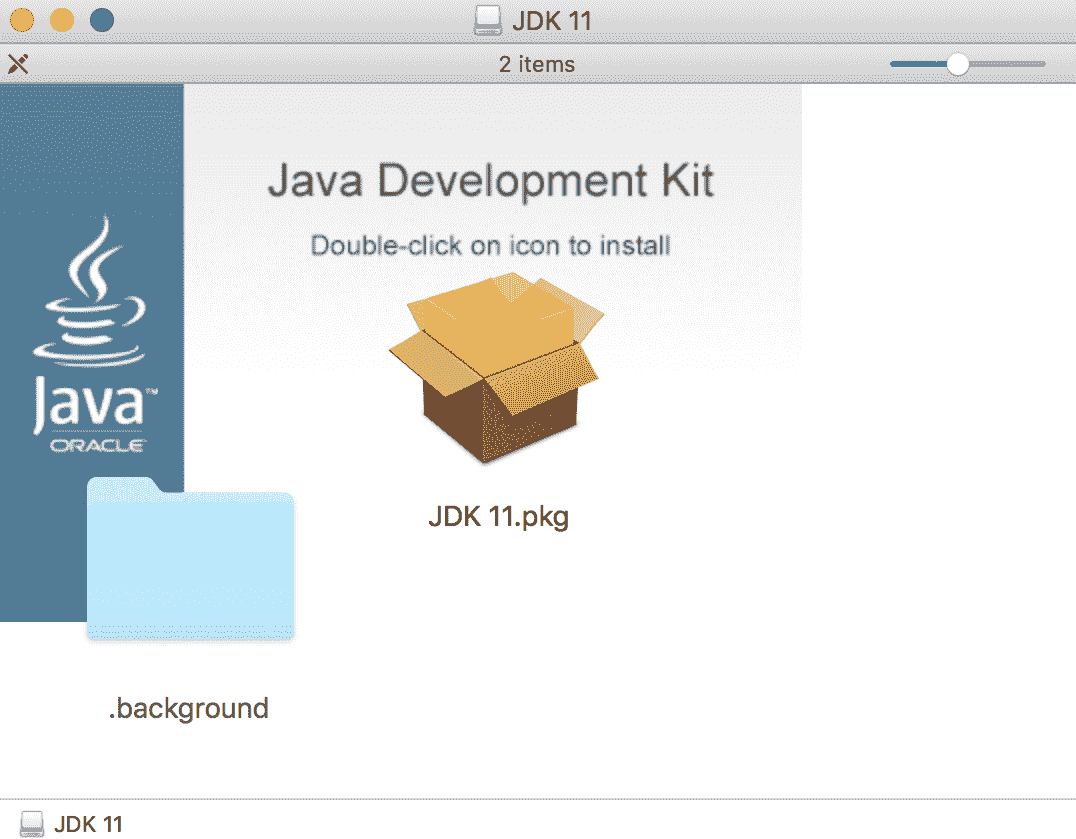 JDK 11
2 items
Java Development Kit
Double-click on icon to install
Java™
ORACLE
JDK 11.pkg
.background
JDK 11